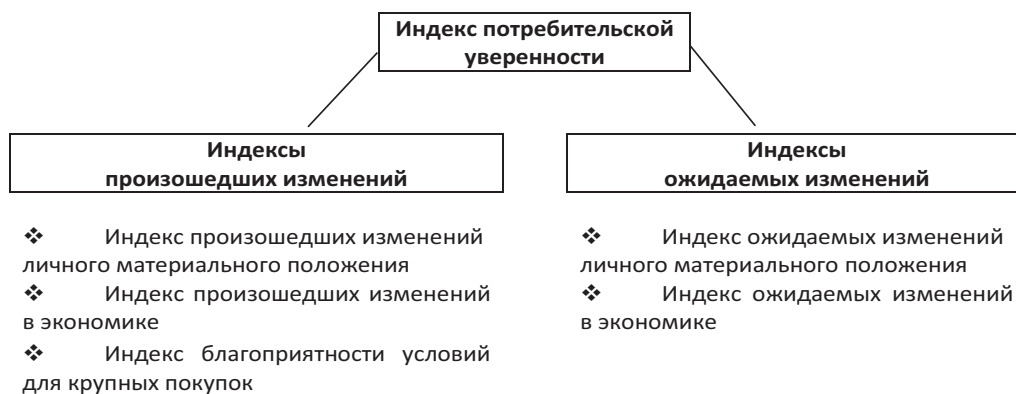 Индекс потребительской
уверенности
Индексы
произошедших изменений
❖ Индекс произошедших изменений
личного материального положения
❖ Индекс произошедших изменений
в экономике
❖ Индекс благоприятности условий
для крупных покупок
Индексы
ожидаемых изменений
❖ Индекс ожидаемых изменений
личного материального положения
❖ Индекс ожидаемых изменений
в экономике